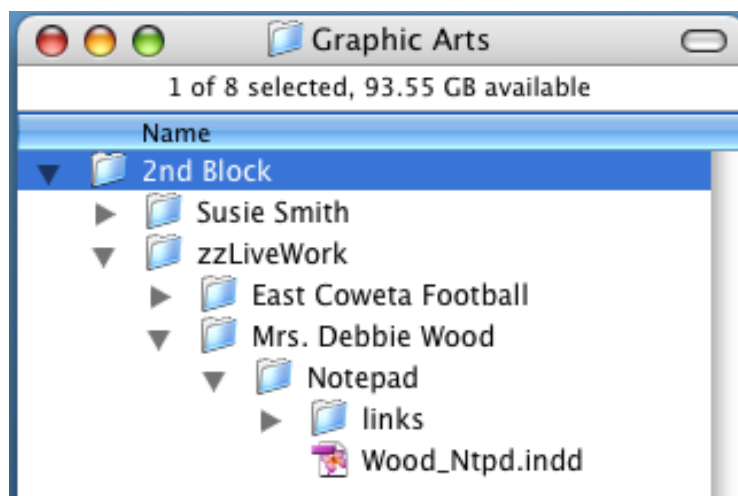 Graphic Arts
1 of 8 selected, 93.55 GB available
Name
2nd Block
Susie Smith
zzLiveWork
East Coweta Football
Mrs. Debbie Wood
Notepad
links
Wood_Ntpd.indd